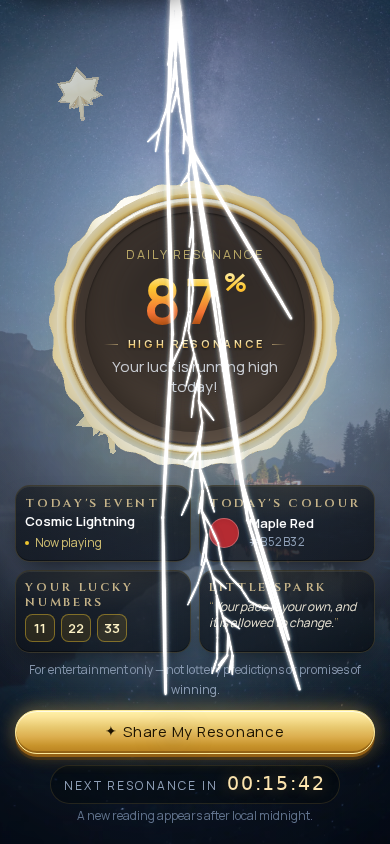 DAILY RESONANCE
87%
HIGH RESONANCE
Your luck is running high
today!
TODAY'S EVENT
Cosmic Lightning
• Now playing
TODAY'S COLOUR
Maple Red
#B52B32
YOUR LUCKY
NUMBERS
11 22 33
LITTLE SPARK
"Your pace is your own, and
it is allowed to change."
For entertainment only — not lottery predictions or promises of
winning.
✦ Share My Resonance
NEXT RESONANCE IN 00:15:42
A new reading appears after local midnight.